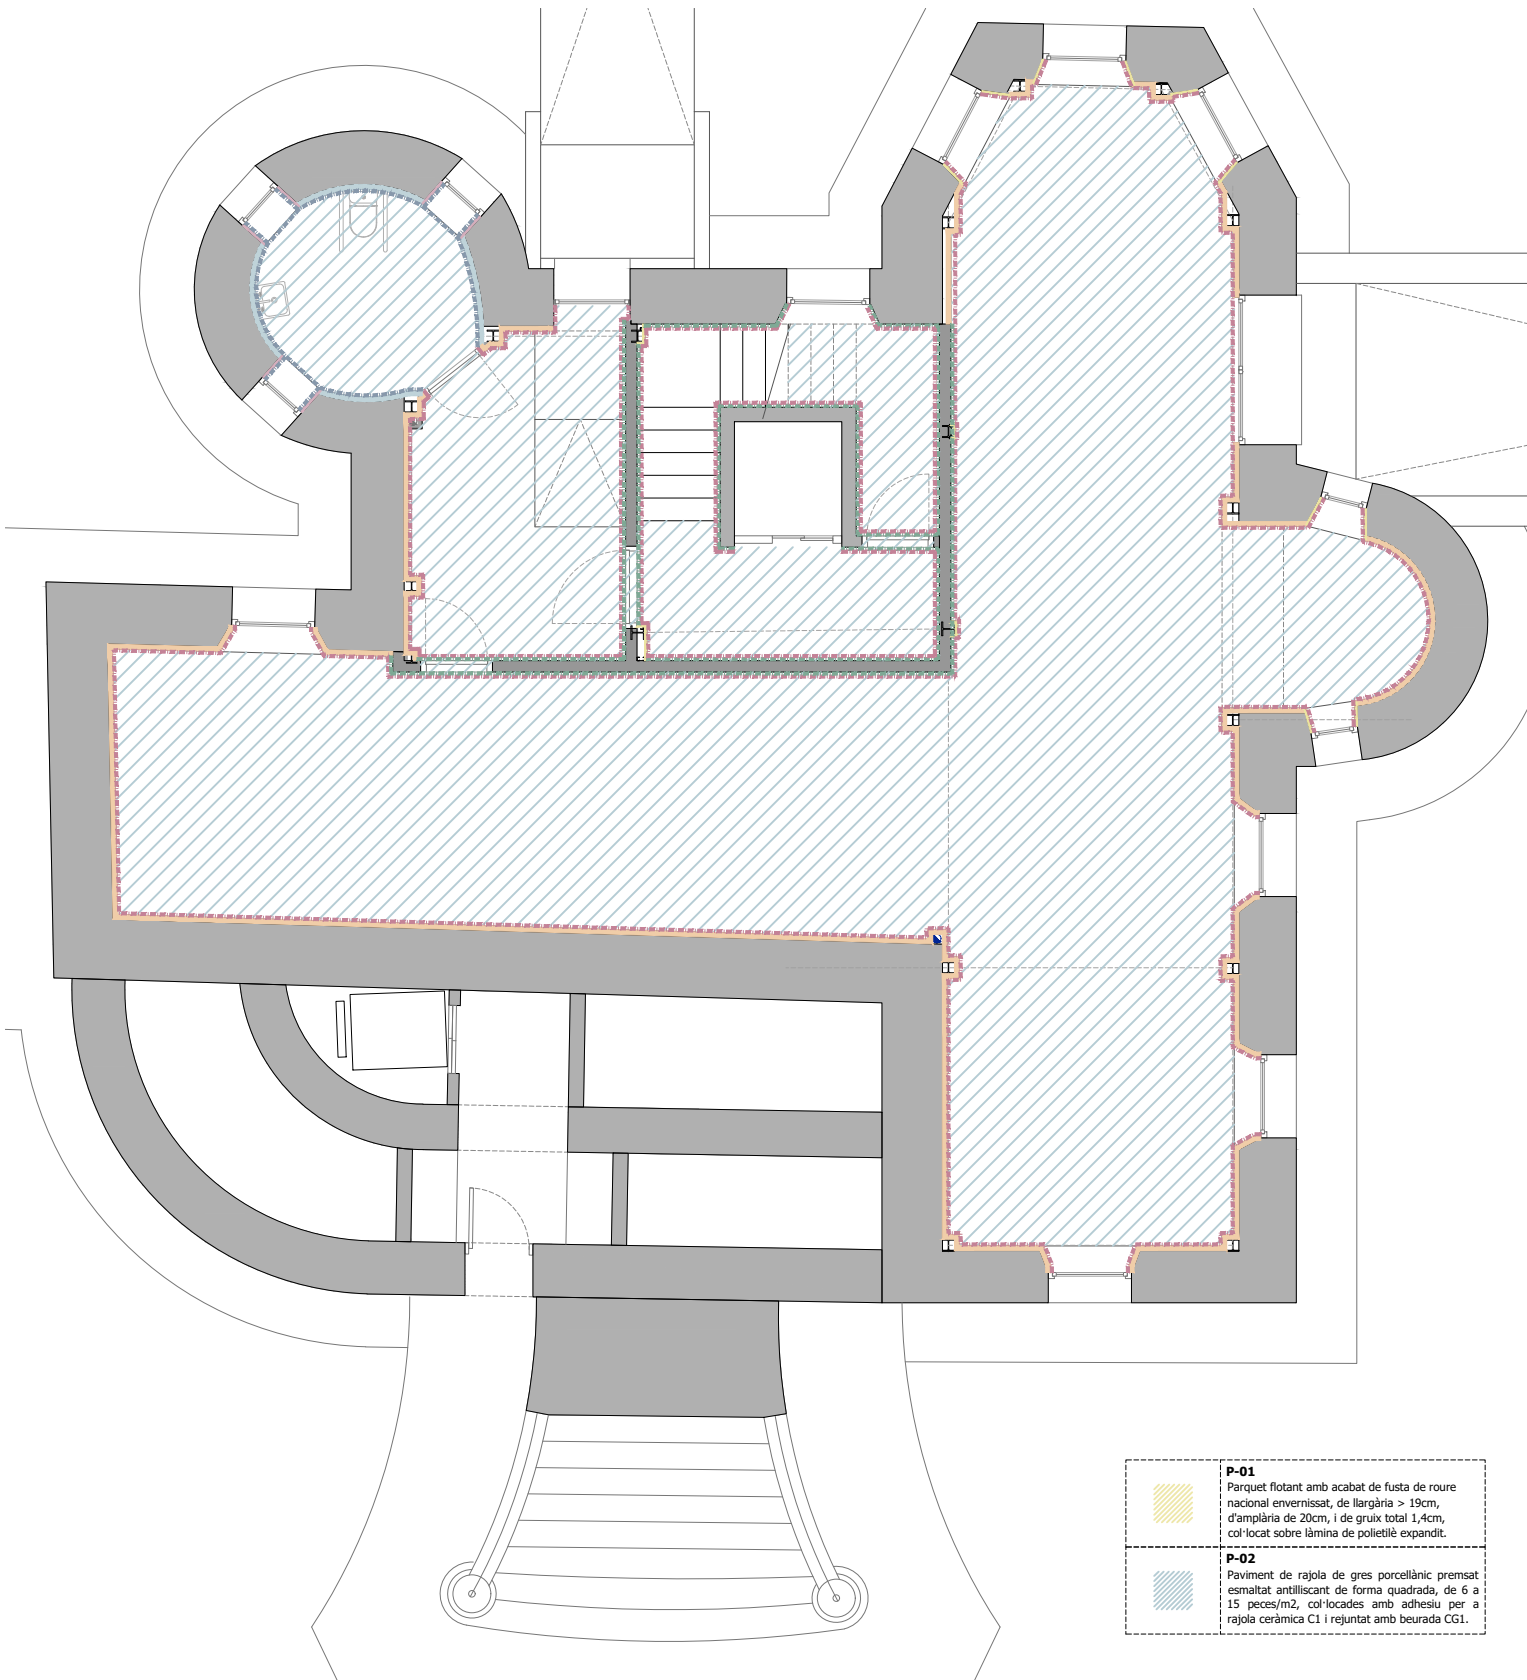 P-01
Parquet flotant amb acabat de fusta de roure
nacional envernissat, de llargària > 19cm,
d'amplària de 20cm, i de gruix total 1,4cm,
col·locat sobre làmina de polietilè expandit.
P-02
Paviment de rajola de gres porcellànic premsat
esmaltat antilliscant de forma quadrada, de 6 a
15 peces/m2, col·locades amb adhesiu per a
rajola ceràmica C1 i rejuntat amb beurada CG1.